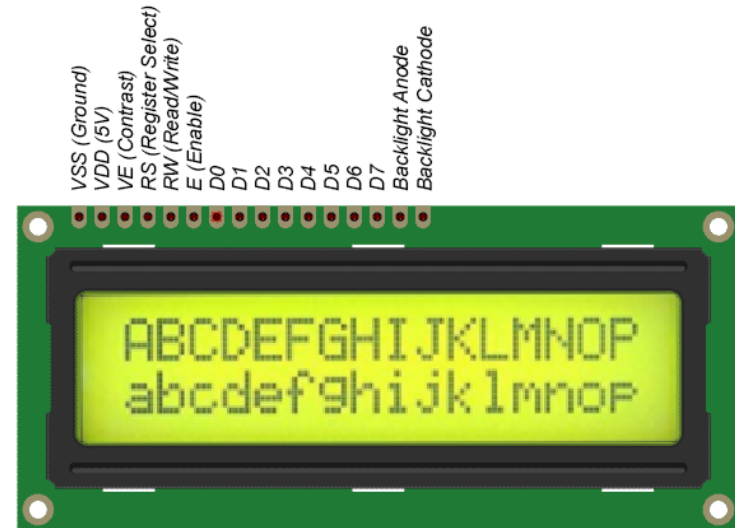 VSS (Ground)
VDD (5V)
VE (Contrast)
RS (Register Select)
RW (Read/Write)
E (Enable)
D0
D1
D2
D3
D4
D5
D6
D7
Backlight Anode
Backlight Cathode
ABCDEFGHIJKLMNOP
abcdefghijklmnop